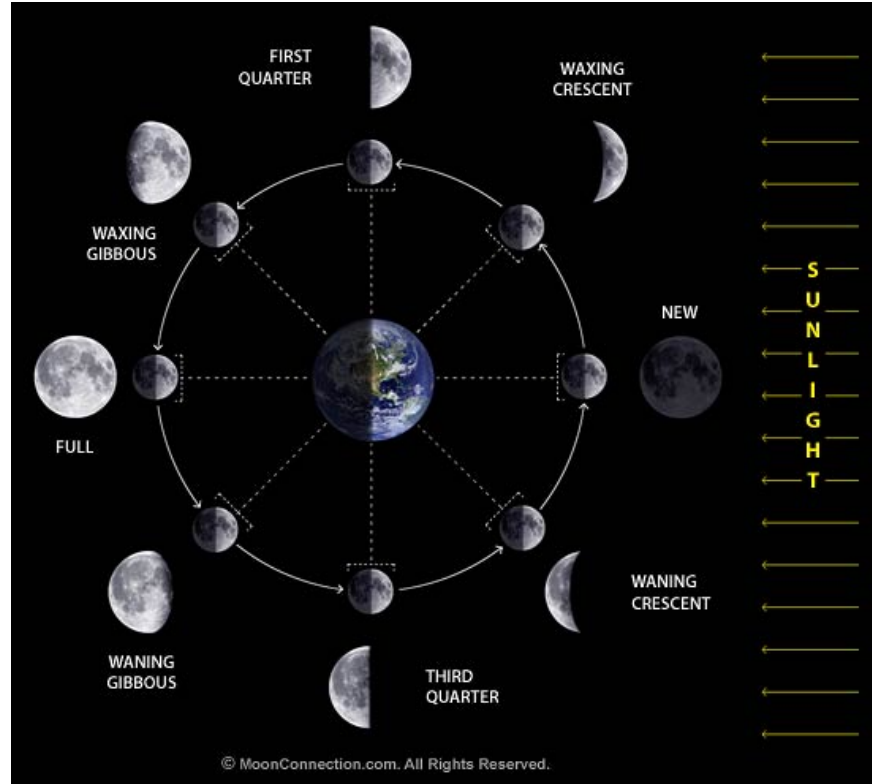 FIRST
QUARTER
WAXING
CRESCENT
WAXING
GIBBOUS
NEW
SUNLIGHT
FULL
WANING
CRESCENT
WANING
GIBBOUS
THIRD
QUARTER
© MoonConnection.com. All Rights Reserved.